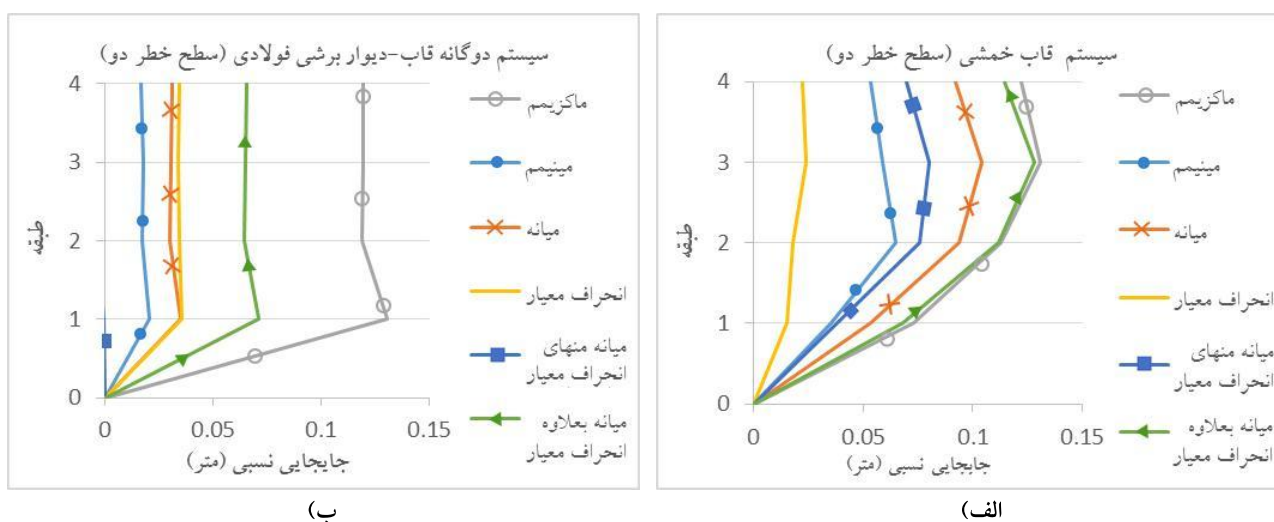 سیستم قاب خمشی (سطح خطر دو)
4
3
2
1
0
طبقه
0
0.05
0.1
0.15
جابجایی نسبی (متر)
ماکزیمم
مینیمم
میانه
انحراف معیار
میانه منهای
انحراف معیار
میانه بعلاوه
انحراف معیار
الف)
سیستم دوگانه قاب-دیوار برشی فولادی (سطح خطر دو)
4
3
2
1
0
طبقه
0
0.05
0.1
0.15
جابجایی نسبی (متر)
ماکزیمم
مینیمم
میانه
انحراف معیار
میانه منهای
انحراف معیار
میانه بعلاوه
انحراف معیار
ب)